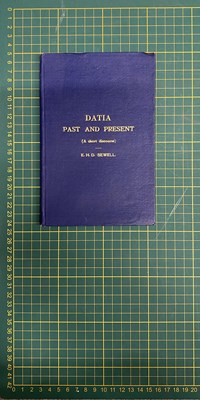 DATIA
PAST AND PRESENT
(A short discourse)
E. H. D. SEWELL.